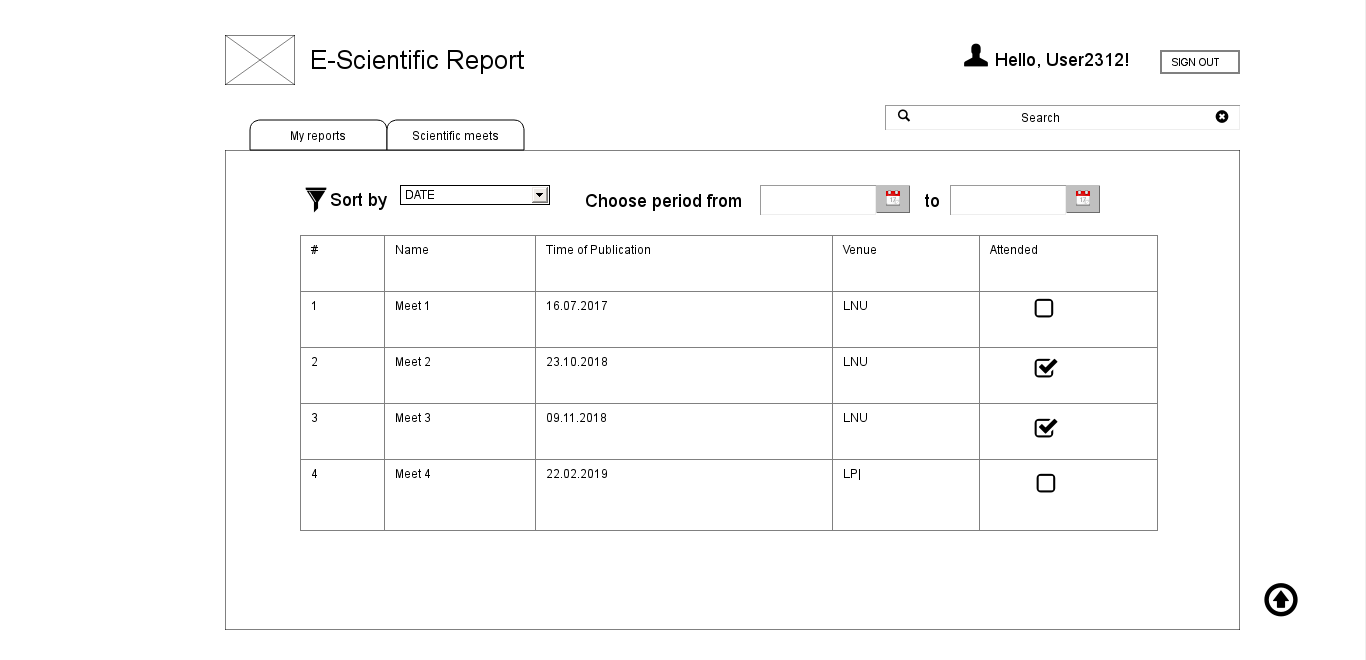 E-Scientific Report
Hello, User2312!
SIGN OUT
Search
My reports
Scientific meets
Sort by
DATE
Choose period from
to
# Name Time of Publication Venue Attended
1 Meet 1 16.07.2017 LNU
2 Meet 2 23.10.2018 LNU
3 Meet 3 09.11.2018 LNU
4 Meet 4 22.02.2019 LP|